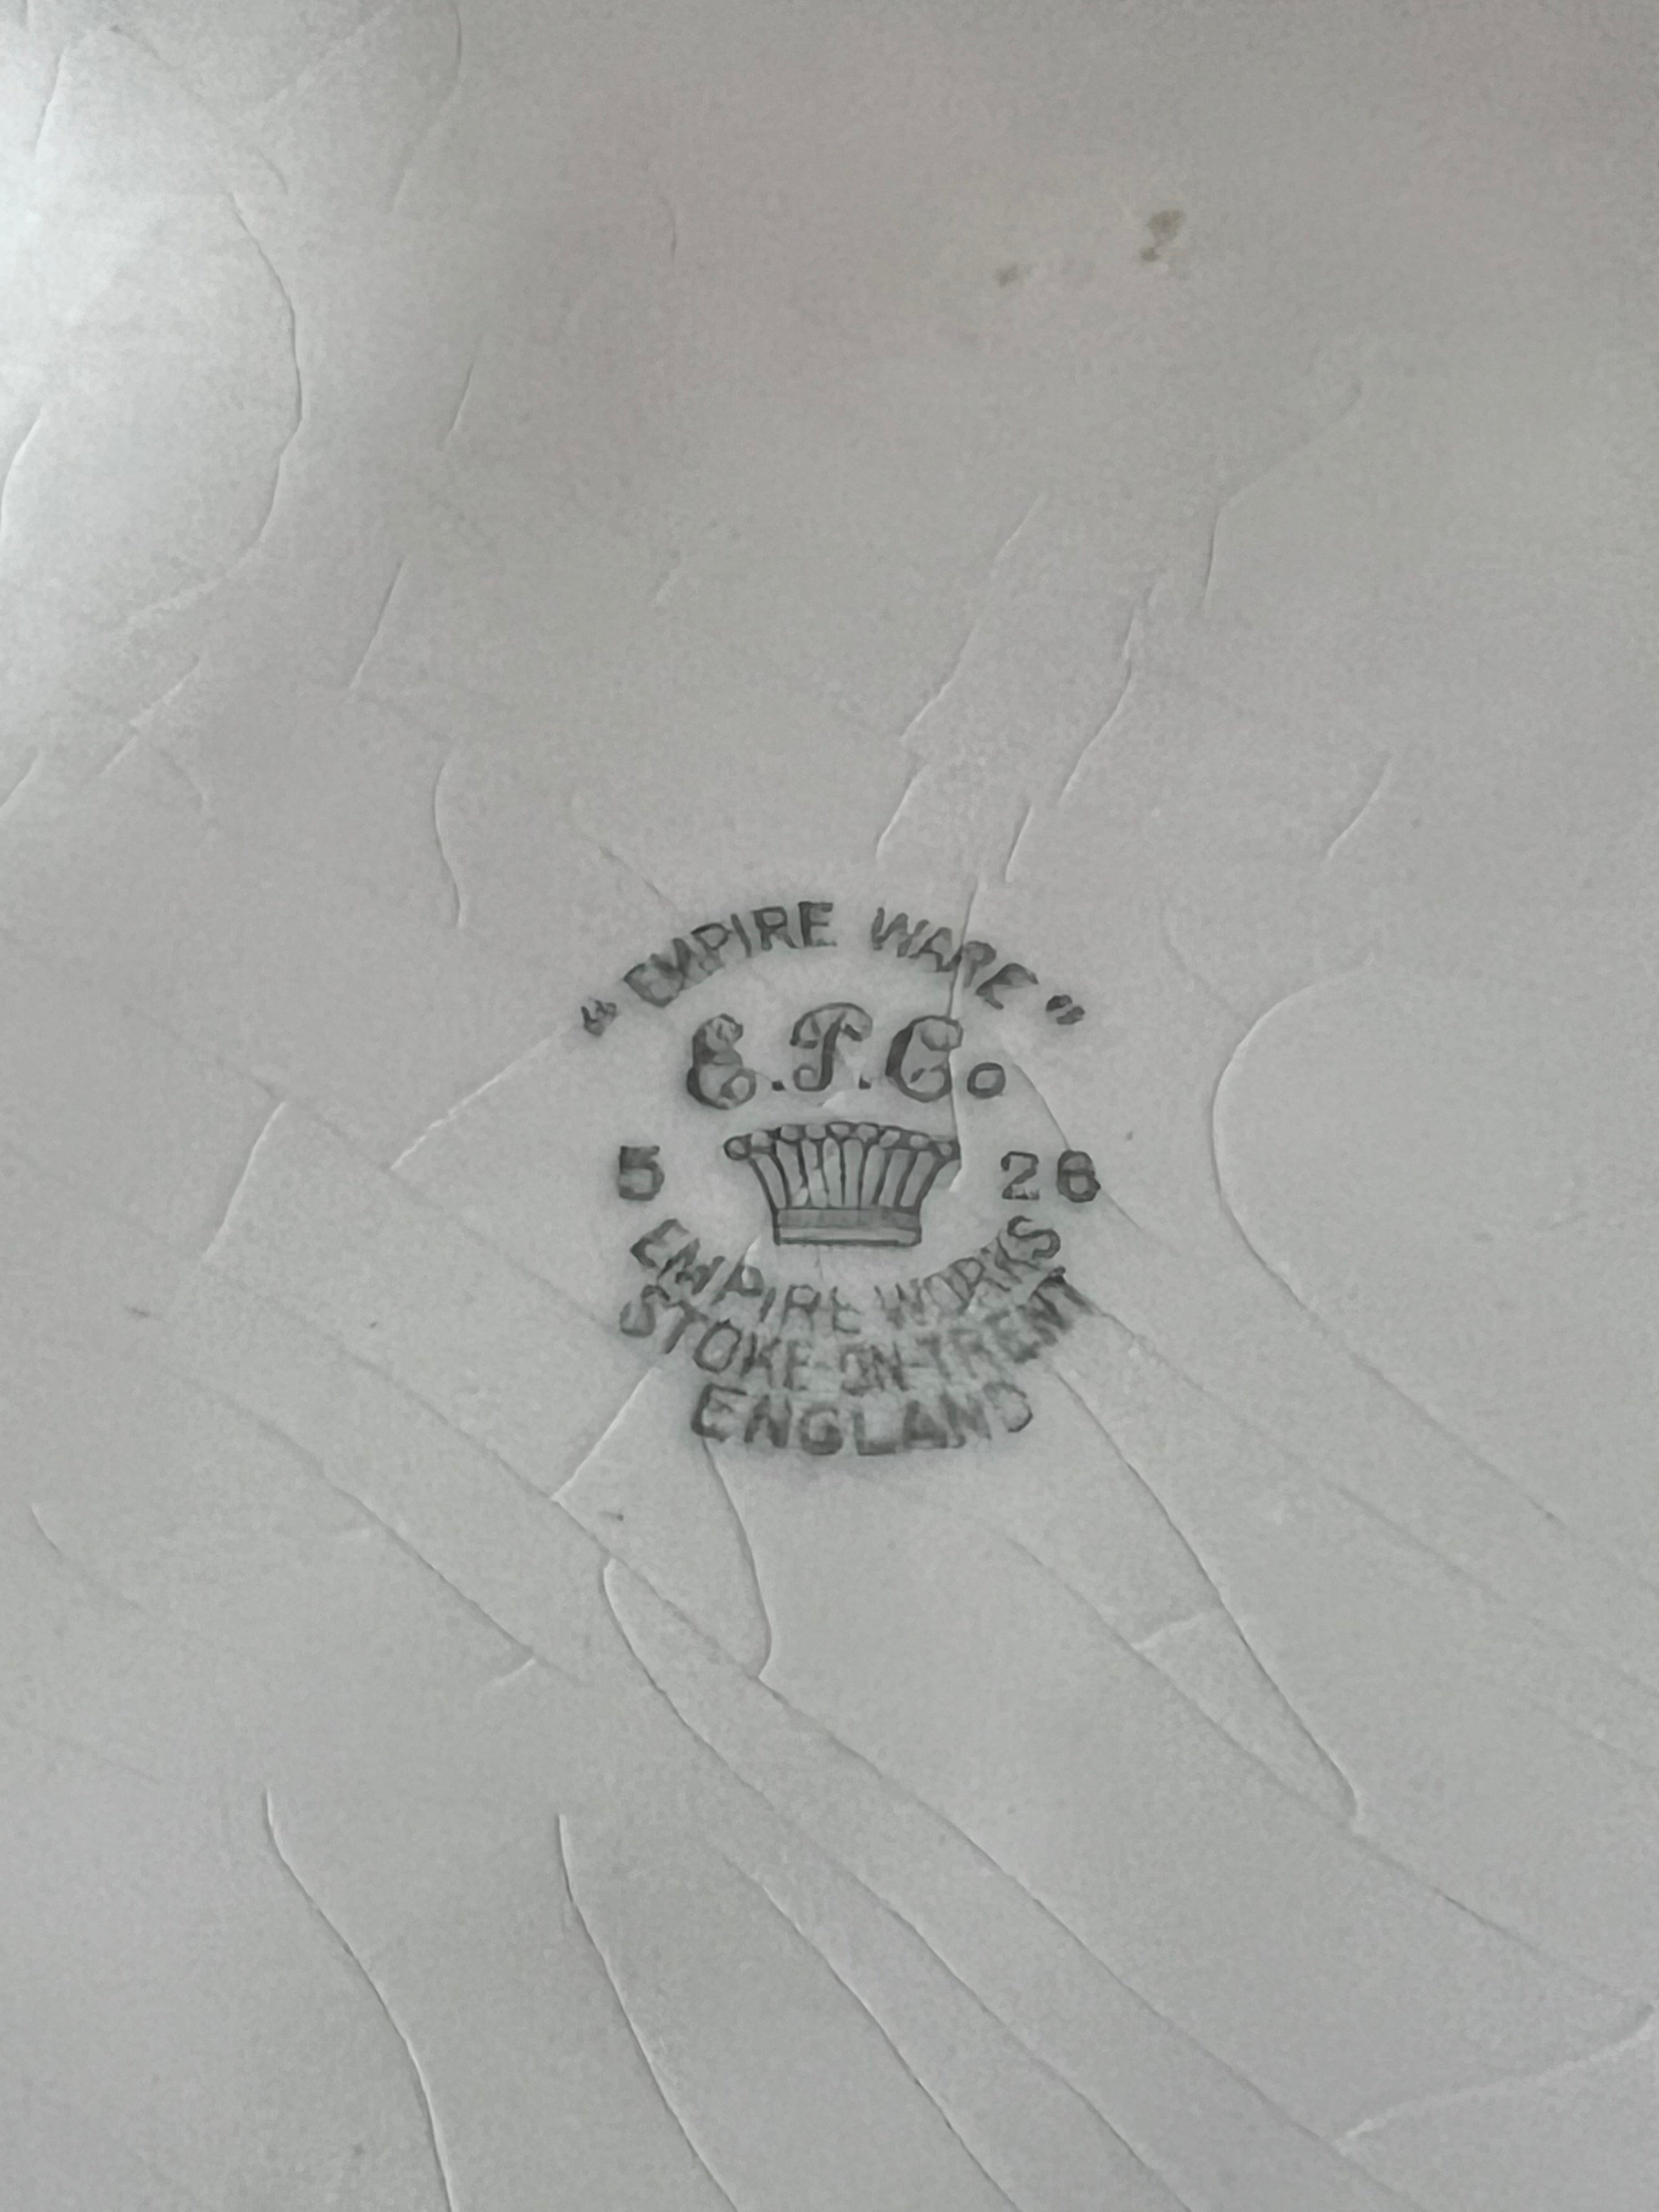 "EMPIRE WARE"
E.P.Co
5 26
EMPIRE WORKS
STOKE-ON-TRENT
ENGLAND